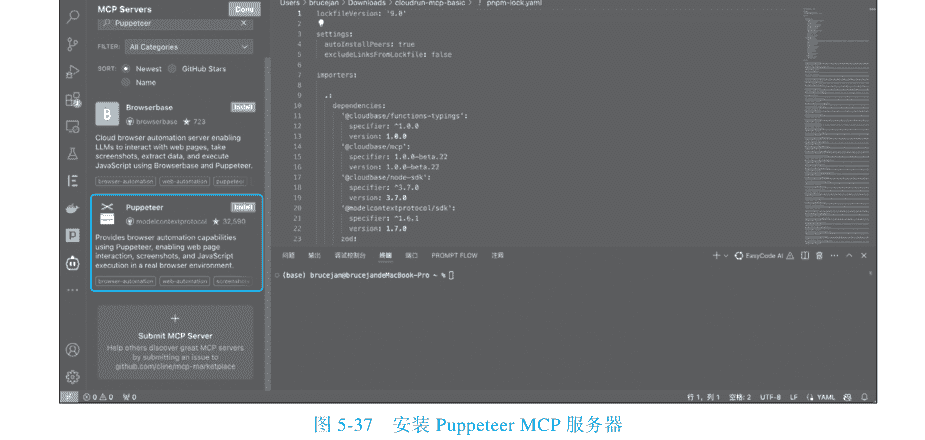 MCP Servers
Done
Users › brucejan › Downloads › cloudrun-mcp-basic › ! pnpm-lock.yaml
Puppeteer
FILTER: All Categories
SORT: Newest GitHub Stars
Name
Browserbase
Install
browserbase ★ 723
Cloud browser automation server enabling
LLMs to interact with web pages, take
screenshots, extract data, and execute
JavaScript using Browserbase and Puppeteer.
browser-automation web-automation puppetee
Puppeteer
Install
modelcontextprotocol ★ 32,590
Provides browser automation capabilities
using Puppeteer, enabling web page
interaction, screenshots, and JavaScript
execution in a real browser environment.
browser-automation web-automation screenshots
+
Submit MCP Server
Help others discover great MCP servers
by submitting an issue to
github.com/cline/mcp-marketplace
1 lockfileVersion: '9.0'
2
3 settings:
4 autoInstallPeers: true
5 excludeLinksFromLockfile: false
6
7 importers:
8
9 .:
10 dependencies:
11 '@cloudbase/functions-typings':
12 specifier: ^1.0.0
13 version: 1.0.0
14 '@cloudbase/mcp':
15 specifier: 1.0.0-beta.22
16 version: 1.0.0-beta.22
17 '@cloudbase/node-sdk':
18 specifier: ^3.7.0
19 version: 3.7.0
20 '@modelcontextprotocol/sdk':
21 specifier: ^1.6.1
22 version: 1.7.0
23 zod:
问题 输出 调试控制台 终端 端口 PROMPT FLOW 注释
EasyCode AI
(base) brucejan@brucejandeMacBook-Pro ~ %
0 0 0
行 1, 列 1 空格: 2 UTF-8 LF YAML
图 5-37 安装 Puppeteer MCP 服务器